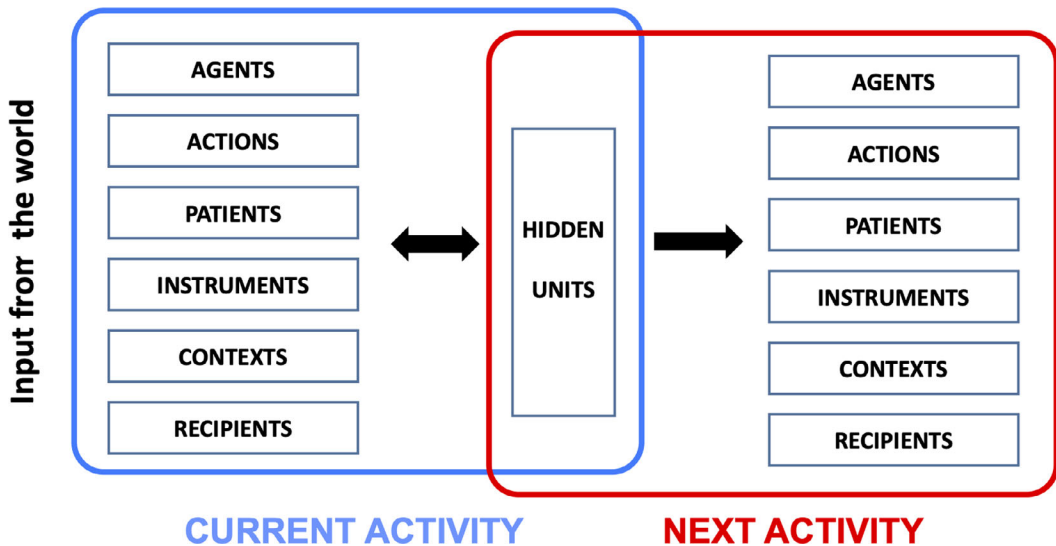 Input from the world
AGENTS
ACTIONS
PATIENTS
INSTRUMENTS
CONTEXTS
RECIPIENTS
HIDDEN
UNITS
AGENTS
ACTIONS
PATIENTS
INSTRUMENTS
CONTEXTS
RECIPIENTS
CURRENT ACTIVITY
NEXT ACTIVITY